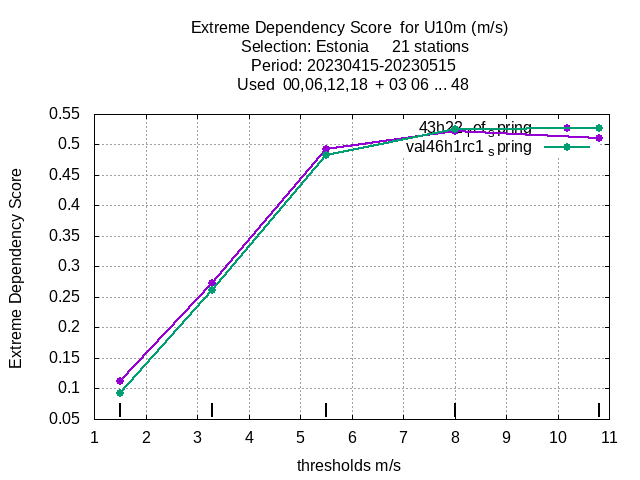 Extreme Dependency Score for U10m (m/s)
Selection: Estonia 21 stations
Period: 20230415-20230515
Used 00,06,12,18 + 03 06 ... 48
Extreme Dependency Score
0.55
0.5
0.45
0.4
0.35
0.3
0.25
0.2
0.15
0.1
0.05
43h22ref_spring
val46h1rc1_spring
1 2 3 4 5 6 7 8 9 10 11
thresholds m/s